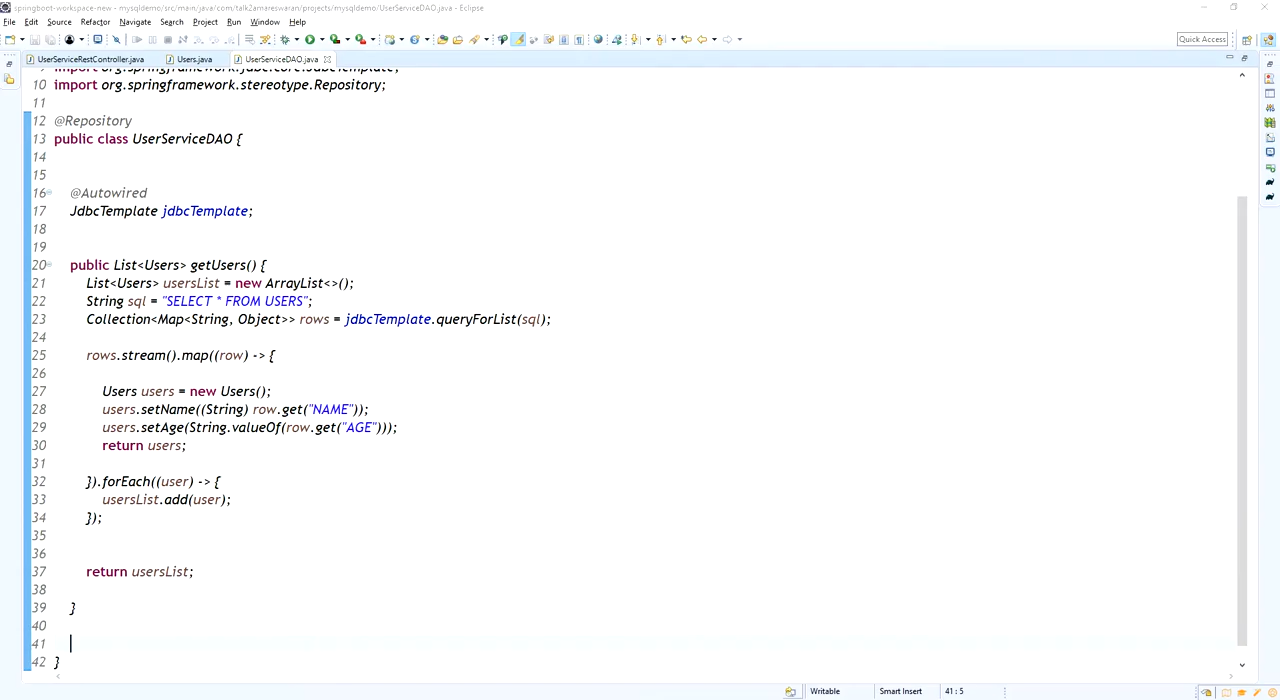 springboot-workspace-new - mysqldemo/src/main/java/com/talk2amareswaran/projects/mysqldemo/UserServiceDAO.java - Eclipse
File Edit Source Refactor Navigate Search Project Run Window Help
Quick Access
UserServiceRestController.java Users.java UserServiceDAO.java
9 import org.springframework.jdbc.core.JdbcTemplate;
10 import org.springframework.stereotype.Repository;
11
12 @Repository
13 public class UserServiceDAO {
14
15
16 @Autowired
17 JdbcTemplate jdbcTemplate;
18
19
20 public List<Users> getUsers() {
21 List<Users> usersList = new ArrayList<>();
22 String sql = "SELECT * FROM USERS";
23 Collection<Map<String, Object>> rows = jdbcTemplate.queryForList(sql);
24
25 rows.stream().map((row) -> {
26
27 Users users = new Users();
28 users.setName((String) row.get("NAME"));
29 users.setAge(String.valueOf(row.get("AGE")));
30 return users;
31
32 }).forEach((user) -> {
33 usersList.add(user);
34 });
35
36
37 return usersList;
38
39 }
40
41
42 }
Writable Smart Insert 41 : 5